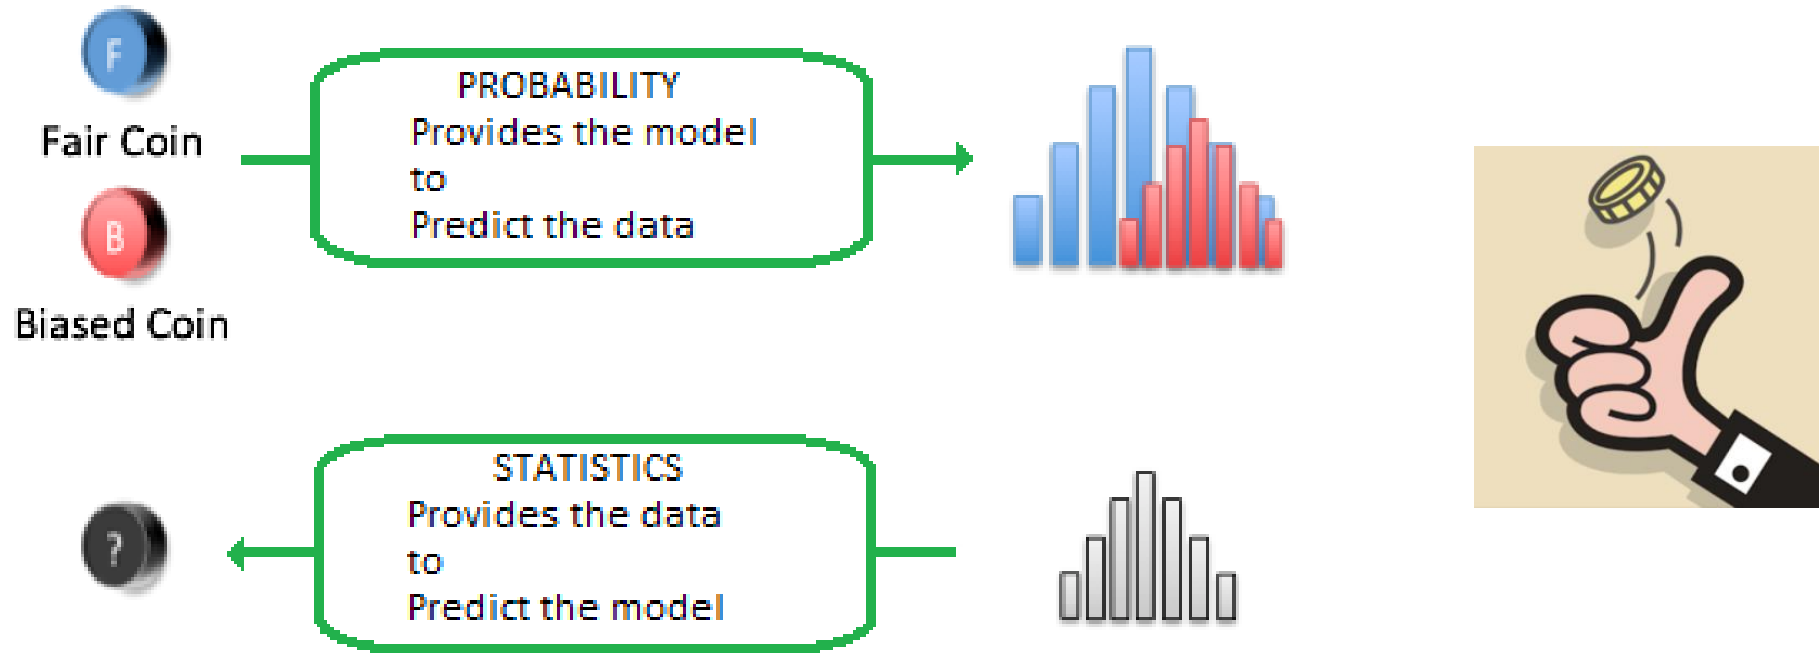 F
Fair Coin
B
Biased Coin
PROBABILITY
Provides the model
to
Predict the data
?
STATISTICS
Provides the data
to
Predict the model